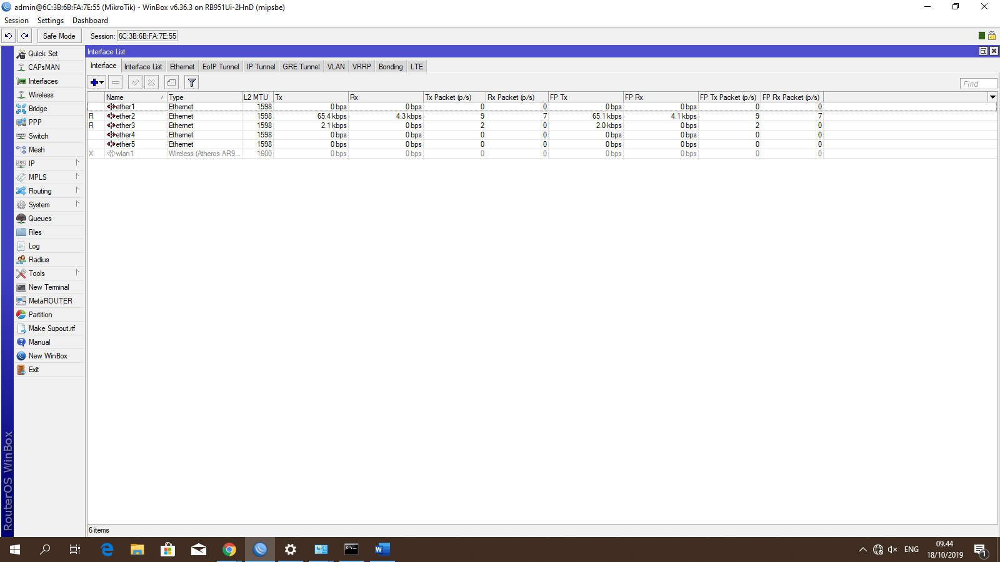 admin@6C:3B:6B:FA:7E:55 (MikroTik) - WinBox v6.36.3 on RB951Ui-2HnD (mipsbe)
Session Settings Dashboard
Safe Mode Session: 6C:3B:6B:FA:7E:55
Interface List
Interface Interface List Ethernet EoIP Tunnel IP Tunnel GRE Tunnel VLAN VRRP Bonding LTE
Find
Name Type L2 MTU Tx Rx Tx Packet (p/s) Rx Packet (p/s) FP Tx FP Rx FP Tx Packet (p/s) FP Rx Packet (p/s)
ether1 Ethernet 1598 0 bps 0 bps 0 0 0 bps 0 bps 0 0
R ether2 Ethernet 1598 65.4 kbps 4.3 kbps 9 7 65.1 kbps 4.1 kbps 9 7
R ether3 Ethernet 1598 2.1 kbps 0 bps 2 0 2.0 kbps 0 bps 2 0
ether4 Ethernet 1598 0 bps 0 bps 0 0 0 bps 0 bps 0 0
ether5 Ethernet 1598 0 bps 0 bps 0 0 0 bps 0 bps 0 0
X wlan1 Wireless (Atheros AR9... 1600 0 bps 0 bps 0 0 0 bps 0 bps 0 0
6 items
Quick Set
CAPsMAN
Interfaces
Wireless
Bridge
PPP
Switch
Mesh
IP
MPLS
Routing
System
Queues
Files
Log
Radius
Tools
New Terminal
MetaROUTER
Partition
Make Supout.rif
Manual
New WinBox
Exit
RouterOS WinBox
ENG
09.44
18/10/2019
1